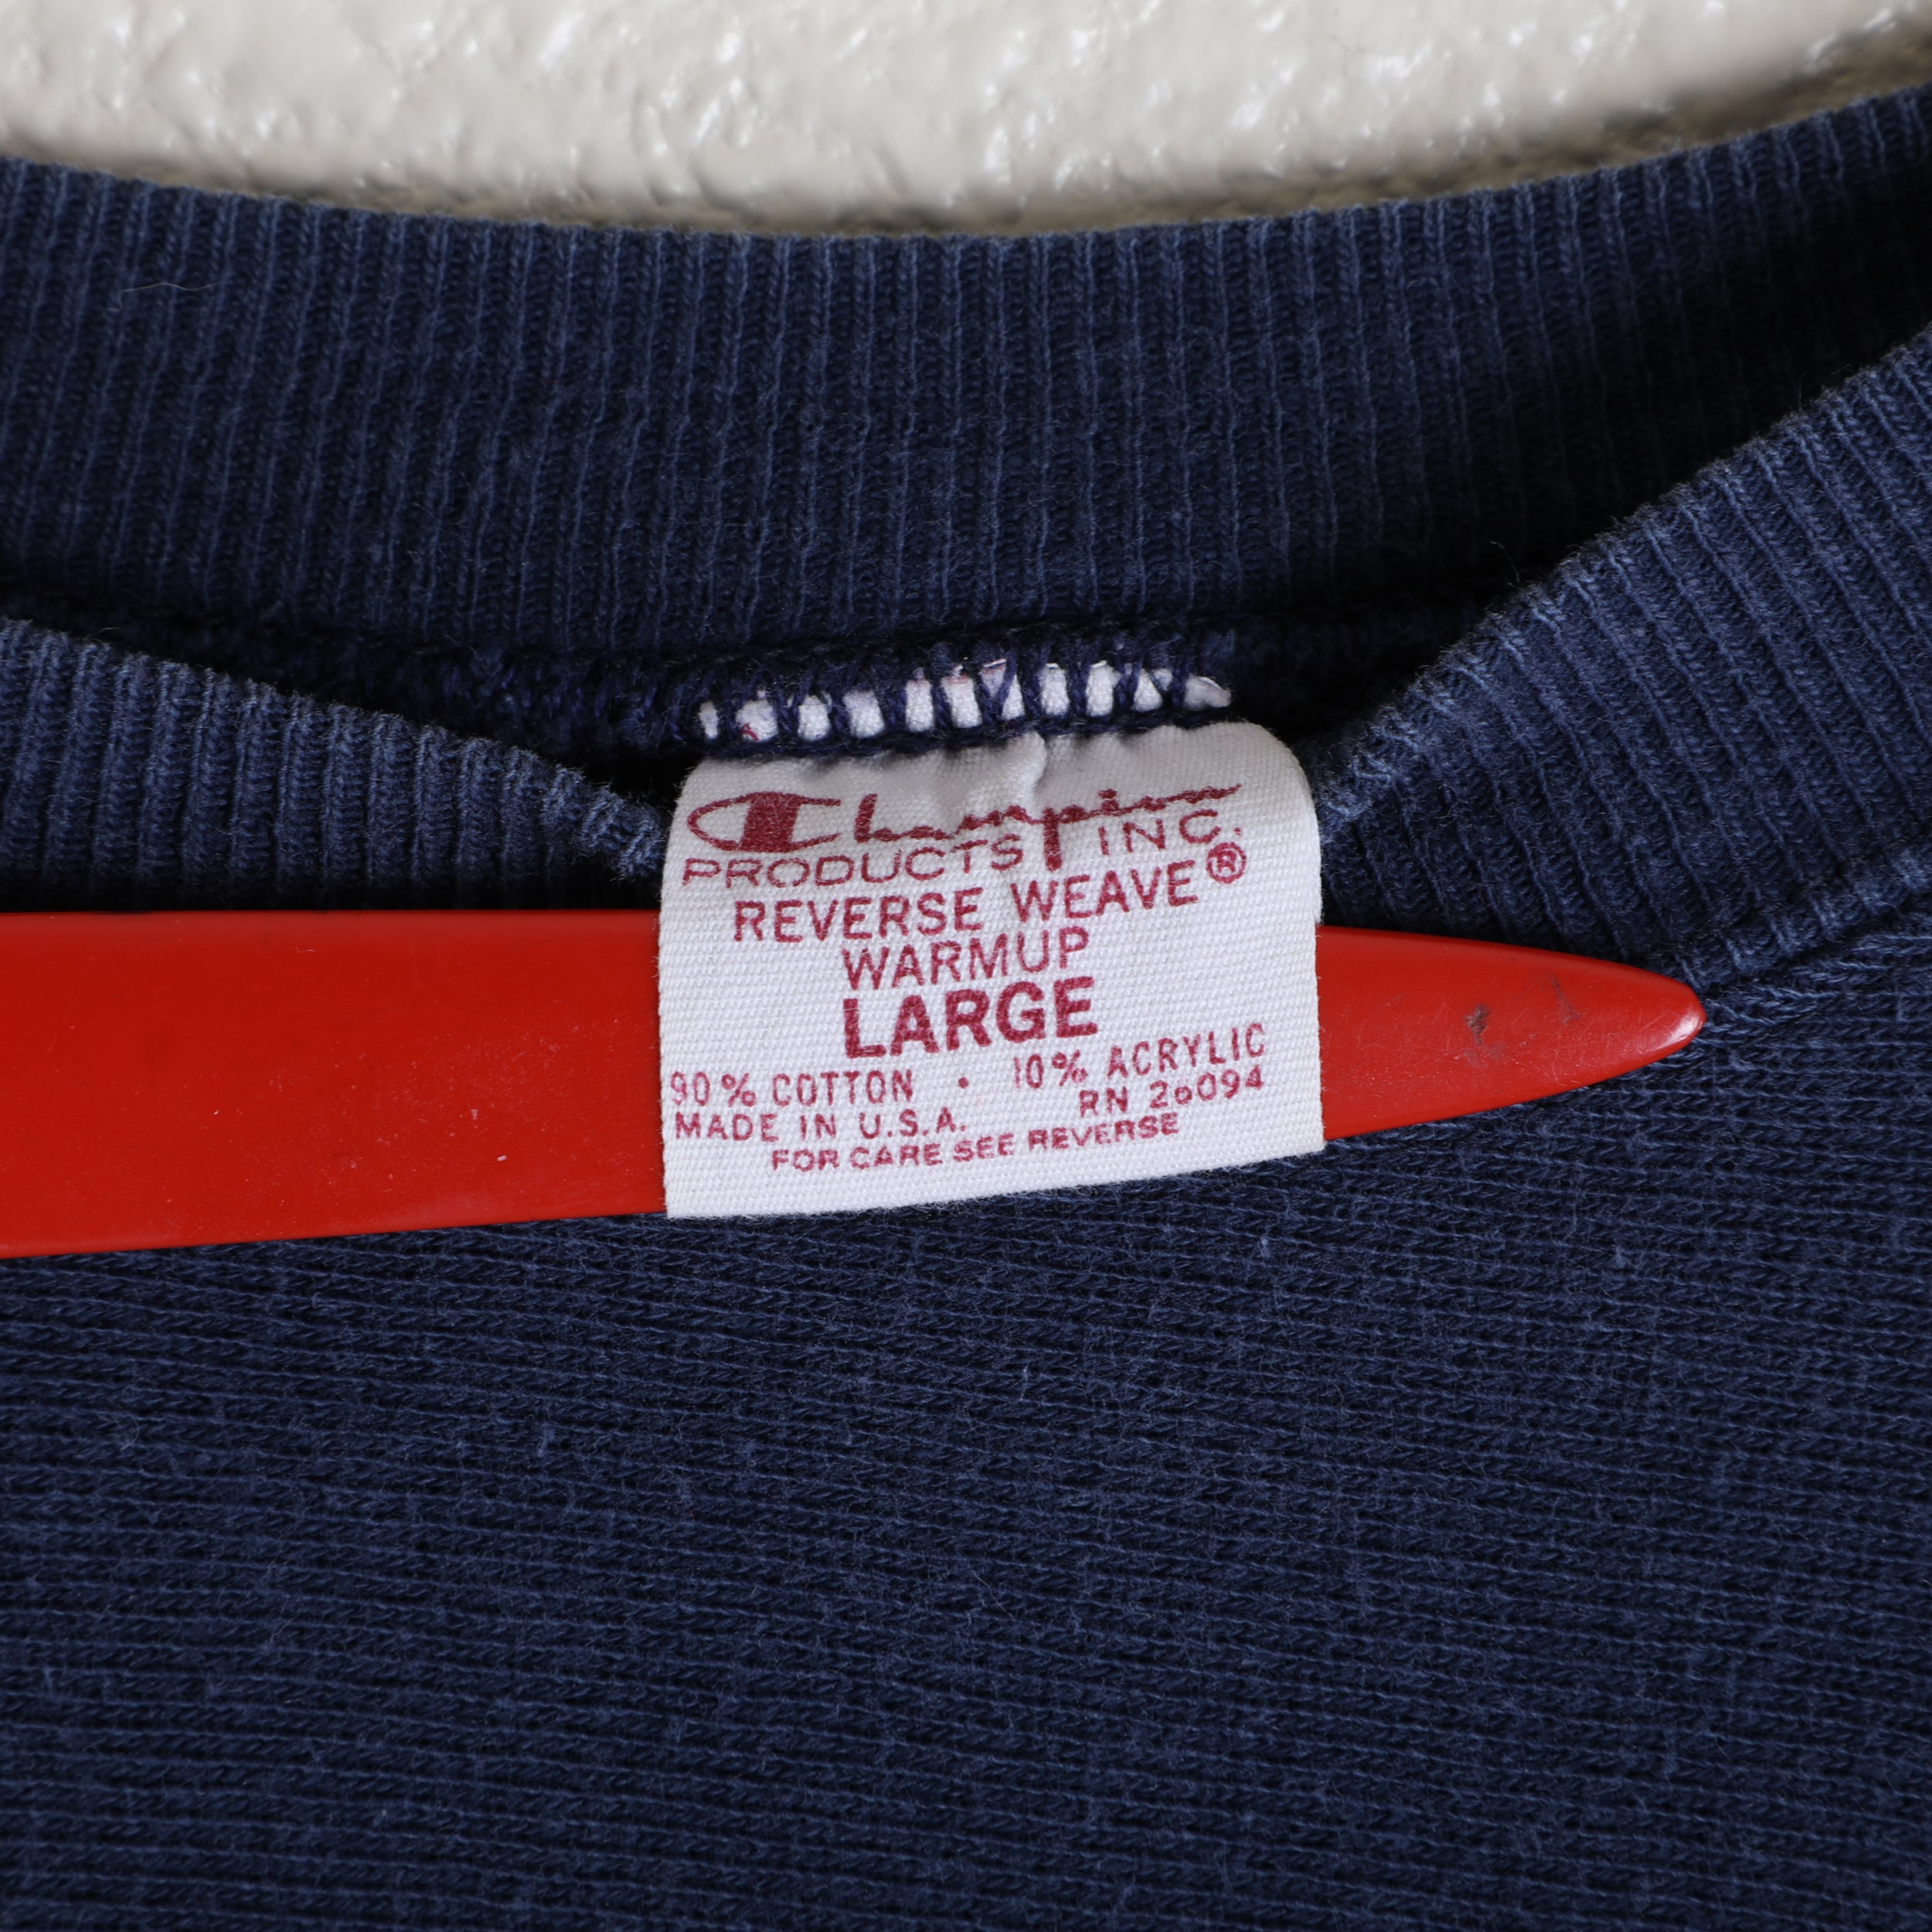 Champion
PRODUCTS INC.
REVERSE WEAVE®
WARMUP
LARGE
90% COTTON • 10% ACRYLIC
MADE IN U.S.A. RN 26094
FOR CARE SEE REVERSE